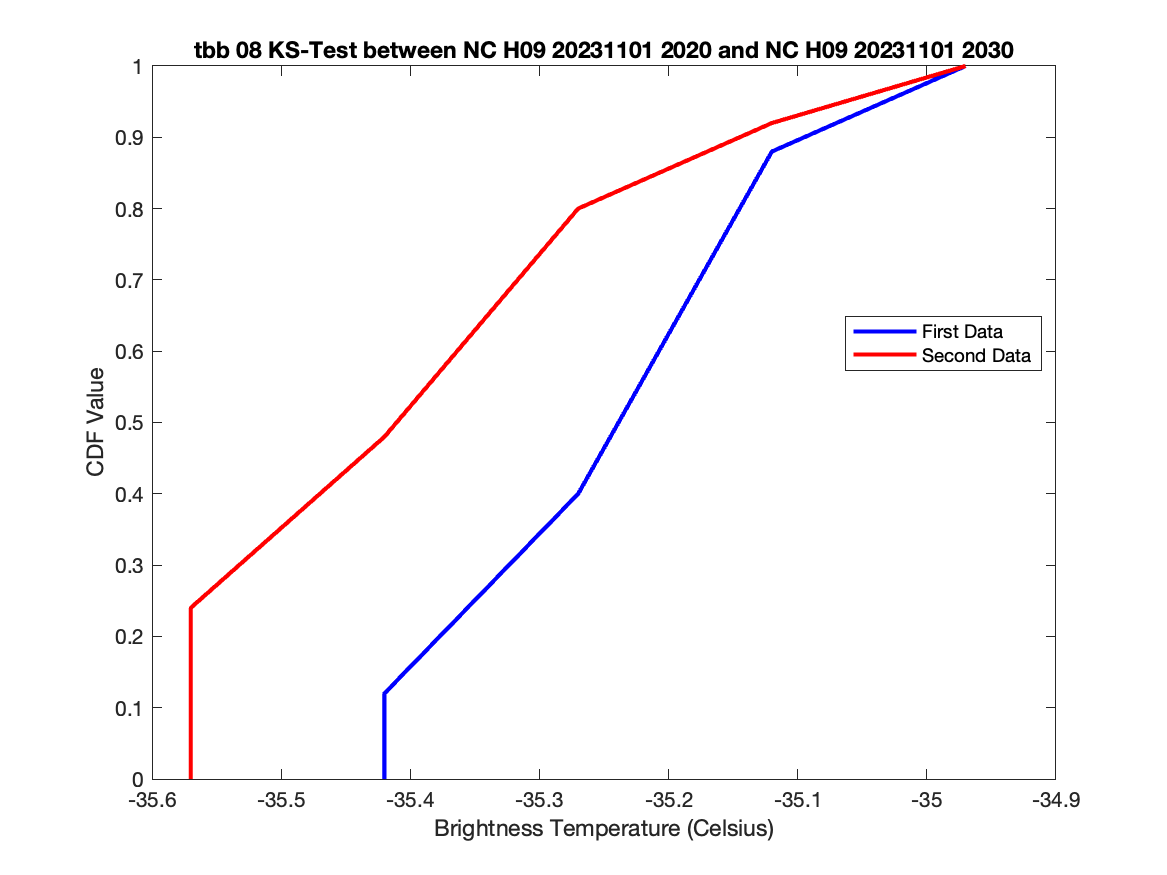 tbb 08 KS-Test between NC H09 20231101 2020 and NC H09 20231101 2030
1
0.9
0.8
0.7
0.6
0.5
0.4
0.3
0.2
0.1
0
CDF Value
First Data
Second Data
-35.6 -35.5 -35.4 -35.3 -35.2 -35.1 -35 -34.9
Brightness Temperature (Celsius)